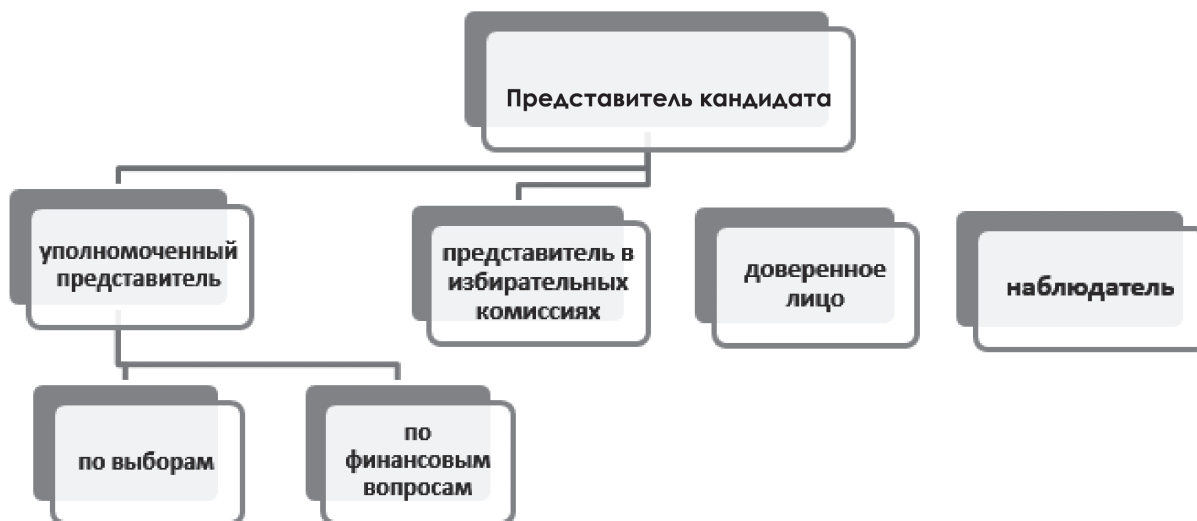 Представитель кандидата
уполномоченный
представитель
представитель в
избирательных
комиссиях
доверенное
лицо
наблюдатель
по выборам
по
финансовым
вопросам